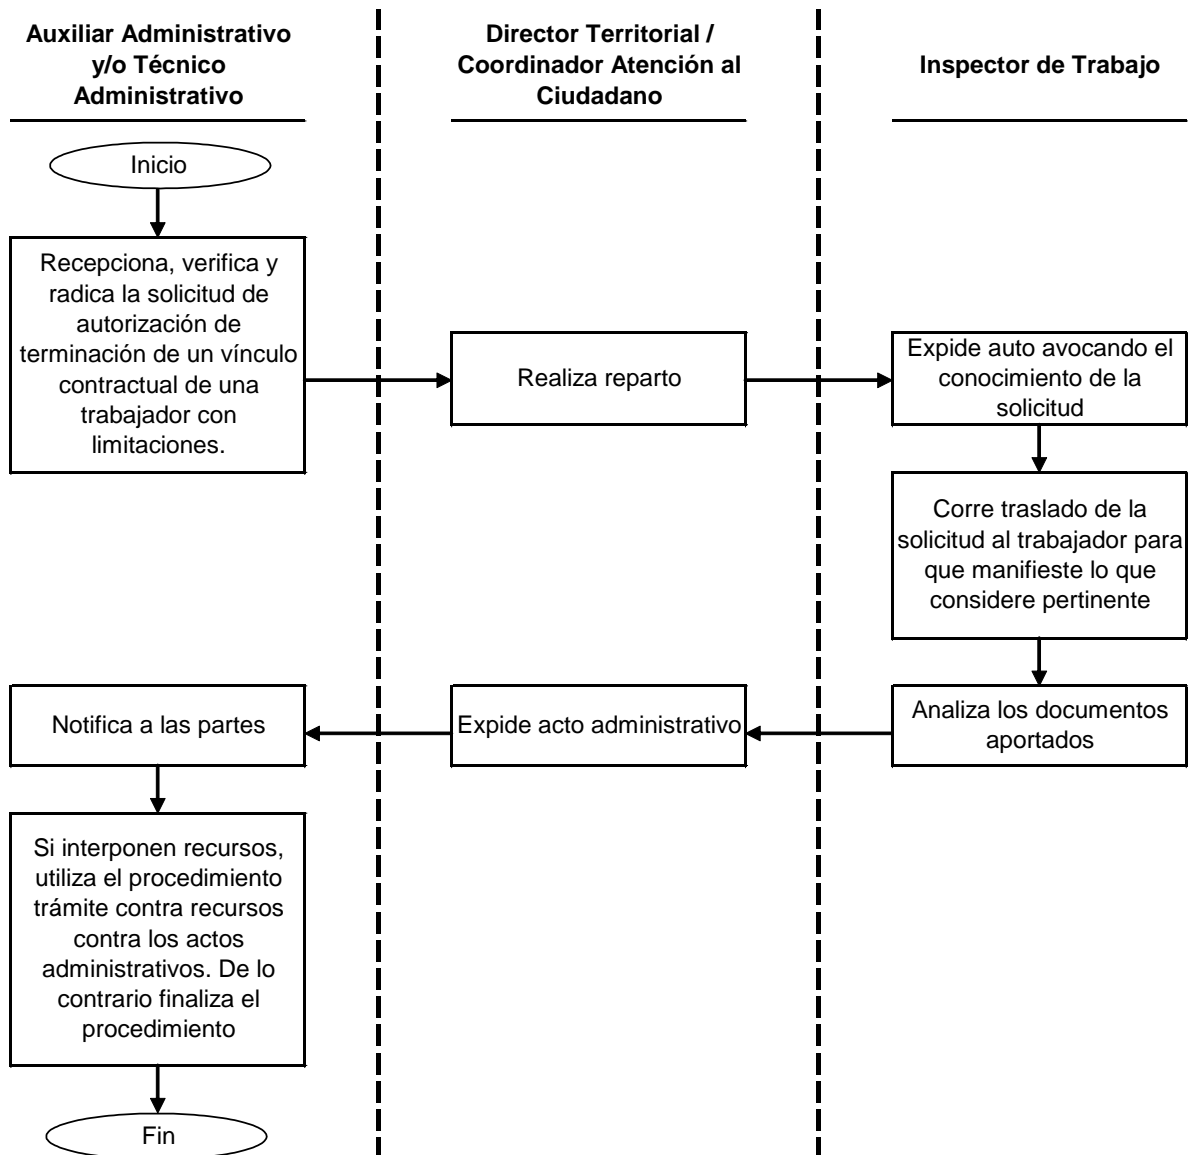 Auxiliar Administrativo
y/o Técnico
Administrativo
Director Territorial /
Coordinador Atención al
Ciudadano
Inspector de Trabajo
Inicio
Recepciona, verifica y
radica la solicitud de
autorización de
terminación de un vínculo
contractual de una
trabajador con
limitaciones.
Realiza reparto
Expide auto avocando el
conocimiento de la
solicitud
Corre traslado de la
solicitud al trabajador para
que manifieste lo que
considere pertinente
Analiza los documentos
aportados
Expide acto administrativo
Notifica a las partes
Si interponen recursos,
utiliza el procedimiento
trámite contra recursos
contra los actos
administrativos. De lo
contrario finaliza el
procedimiento
Fin